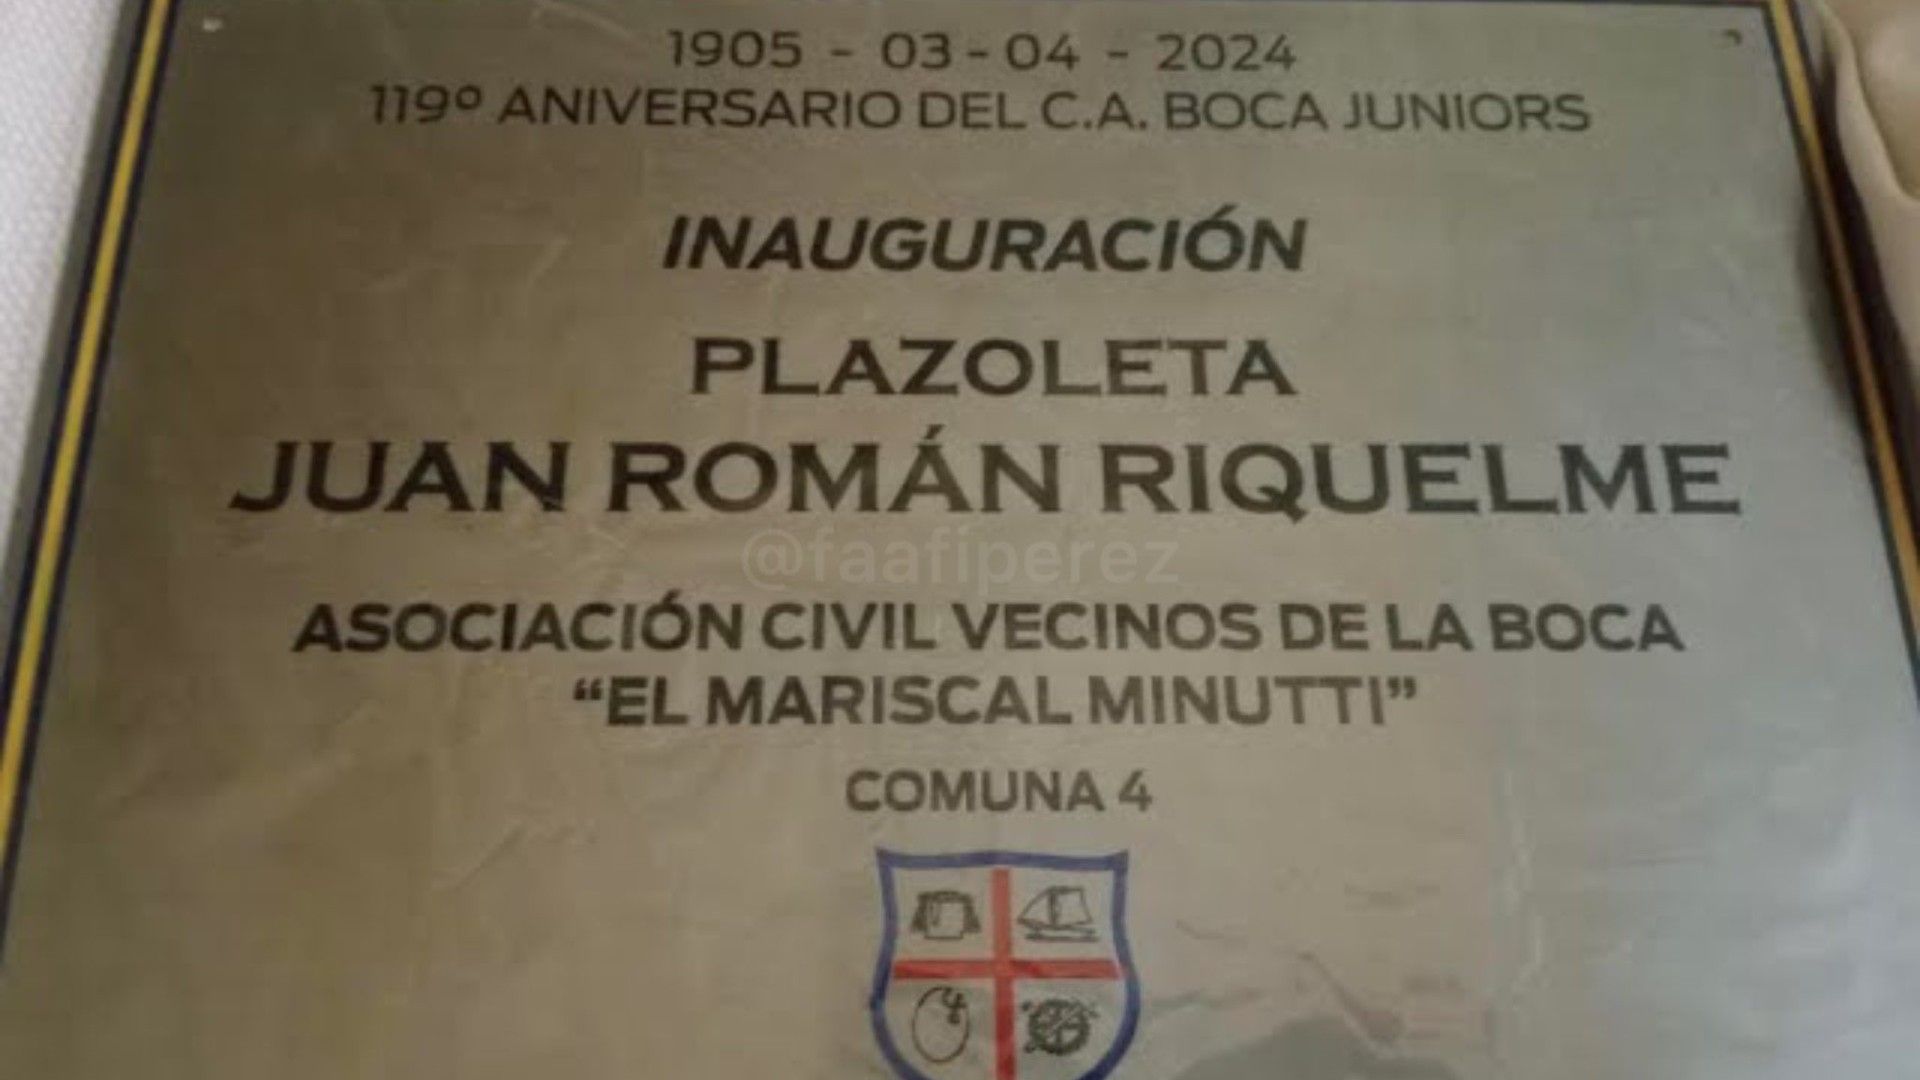 1905 - 03 - 04 - 2024
119º ANIVERSARIO DEL C.A. BOCA JUNIORS
INAUGURACIÓN
PLAZOLETA
JUAN ROMÁN RIQUELME
@faafiperez
ASOCIACIÓN CIVIL VECINOS DE LA BOCA
“EL MARISCAL MINUTTI”
COMUNA 4